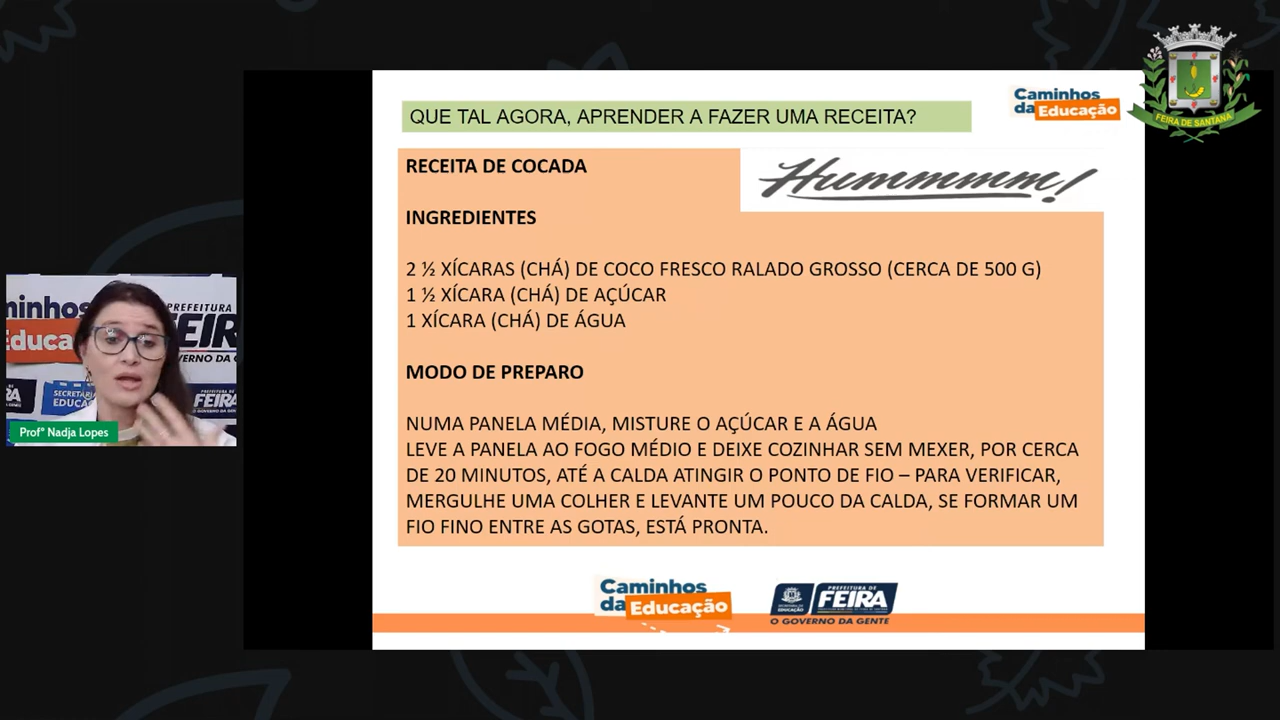 QUE TAL AGORA, APRENDER A FAZER UMA RECEITA?
Caminhos
da Educação
FEIRA DE SANTANA
RECEITA DE COCADA
Hummmm!
INGREDIENTES
2 ½ XÍCARAS (CHÁ) DE COCO FRESCO RALADO GROSSO (CERCA DE 500 G)
1 ½ XÍCARA (CHÁ) DE AÇÚCAR
1 XÍCARA (CHÁ) DE ÁGUA
MODO DE PREPARO
NUMA PANELA MÉDIA, MISTURE O AÇÚCAR E A ÁGUA
LEVE A PANELA AO FOGO MÉDIO E DEIXE COZINHAR SEM MEXER, POR CERCA
DE 20 MINUTOS, ATÉ A CALDA ATINGIR O PONTO DE FIO – PARA VERIFICAR,
MERGULHE UMA COLHER E LEVANTE UM POUCO DA CALDA, SE FORMAR UM
FIO FINO ENTRE AS GOTAS, ESTÁ PRONTA.
Profª Nadja Lopes
Caminhos
da Educação
PREFEITURA DE
FEIRA
O GOVERNO DA GENTE